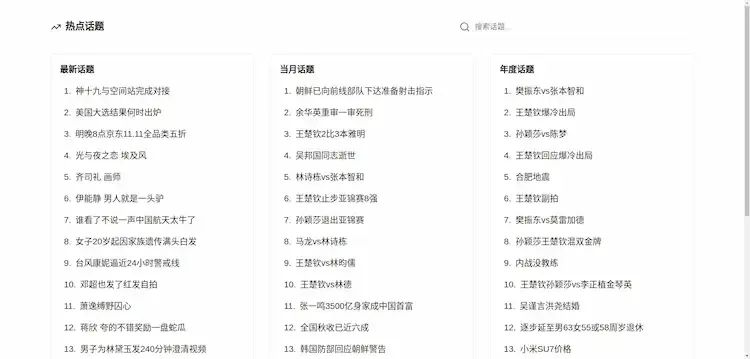 热点话题
搜索话题...
最新话题
1. 神十九与空间站完成对接
2. 美国大选结果何时出炉
3. 明晚8点京东11.11全品类五折
4. 光与夜之恋 埃及风
5. 齐司礼 画师
6. 伊能静 男人就是一头驴
7. 谁看了不说一声中国航天太牛了
8. 女子20岁起因家族遗传满头白发
9. 台风康妮逼近24小时警戒线
10. 邓超也发了红发自拍
11. 萧逸缚野囚心
12. 蒋欣 夸的不错奖励一盘蛇瓜
13. 男子为林黛玉发240分钟澄清视频
当月话题
1. 朝鲜已向前线部队下达准备射击指示
2. 余华英重审一审死刑
3. 王楚钦2比3本雅明
4. 吴邦国同志逝世
5. 林诗栋vs张本智和
6. 王楚钦止步亚锦赛8强
7. 孙颖莎退出亚锦赛
8. 马龙vs林诗栋
9. 王楚钦vs林昀儒
10. 王楚钦vs林德
11. 张一鸣3500亿身家成中国首富
12. 全国秋收已近六成
13. 韩国防部回应朝鲜警告
年度话题
1. 樊振东vs张本智和
2. 王楚钦爆冷出局
3. 孙颖莎vs陈梦
4. 王楚钦回应爆冷出局
5. 合肥地震
6. 王楚钦副拍
7. 樊振东vs莫雷加德
8. 孙颖莎王楚钦混双金牌
9. 内战没教练
10. 王楚钦孙颖莎vs李正植金琴英
11. 吴谨言洪尧结婚
12. 逐步延至男63女55或58周岁退休
13. 小米SU7价格